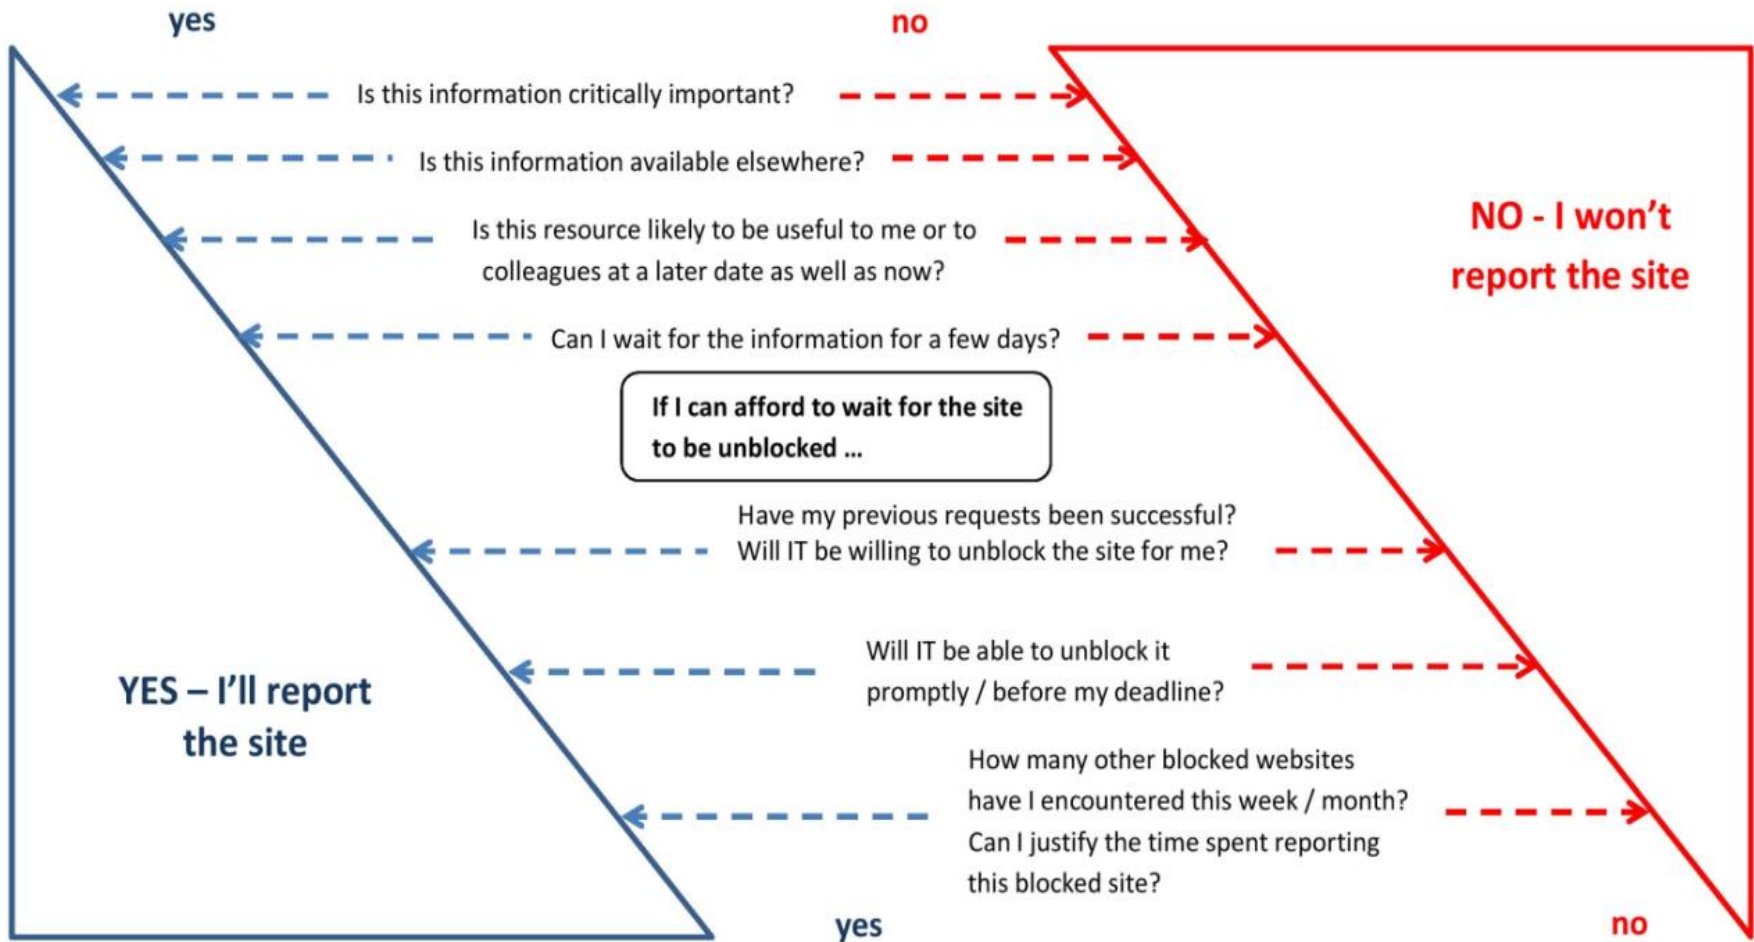 yes
no
Is this information critically important?
Is this information available elsewhere?
Is this resource likely to be useful to me or to
colleagues at a later date as well as now?
NO - I won’t
report the site
Can I wait for the information for a few days?
If I can afford to wait for the site
to be unblocked ...
Have my previous requests been successful?
Will IT be willing to unblock the site for me?
Will IT be able to unblock it
promptly / before my deadline?
YES – I’ll report
the site
How many other blocked websites
have I encountered this week / month?
Can I justify the time spent reporting
this blocked site?
yes
no